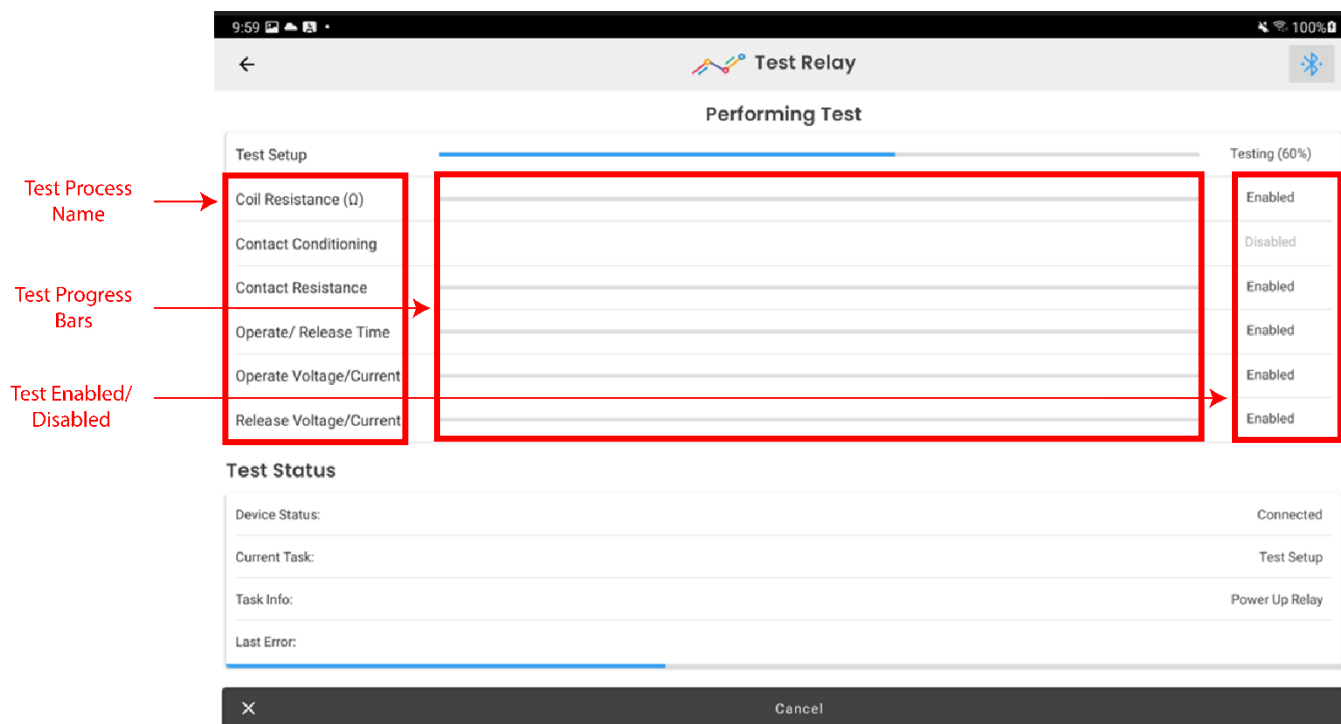 9:59
100%
Test Relay
Performing Test
Test Setup Testing (60%)
Test Process
Name
Coil Resistance (Ω) Enabled
Contact Conditioning Disabled
Test Progress
Bars
Contact Resistance Enabled
Operate/ Release Time Enabled
Test Enabled/
Disabled
Operate Voltage/Current Enabled
Release Voltage/Current Enabled
Test Status
Device Status: Connected
Current Task: Test Setup
Task Info: Power Up Relay
Last Error:
Cancel